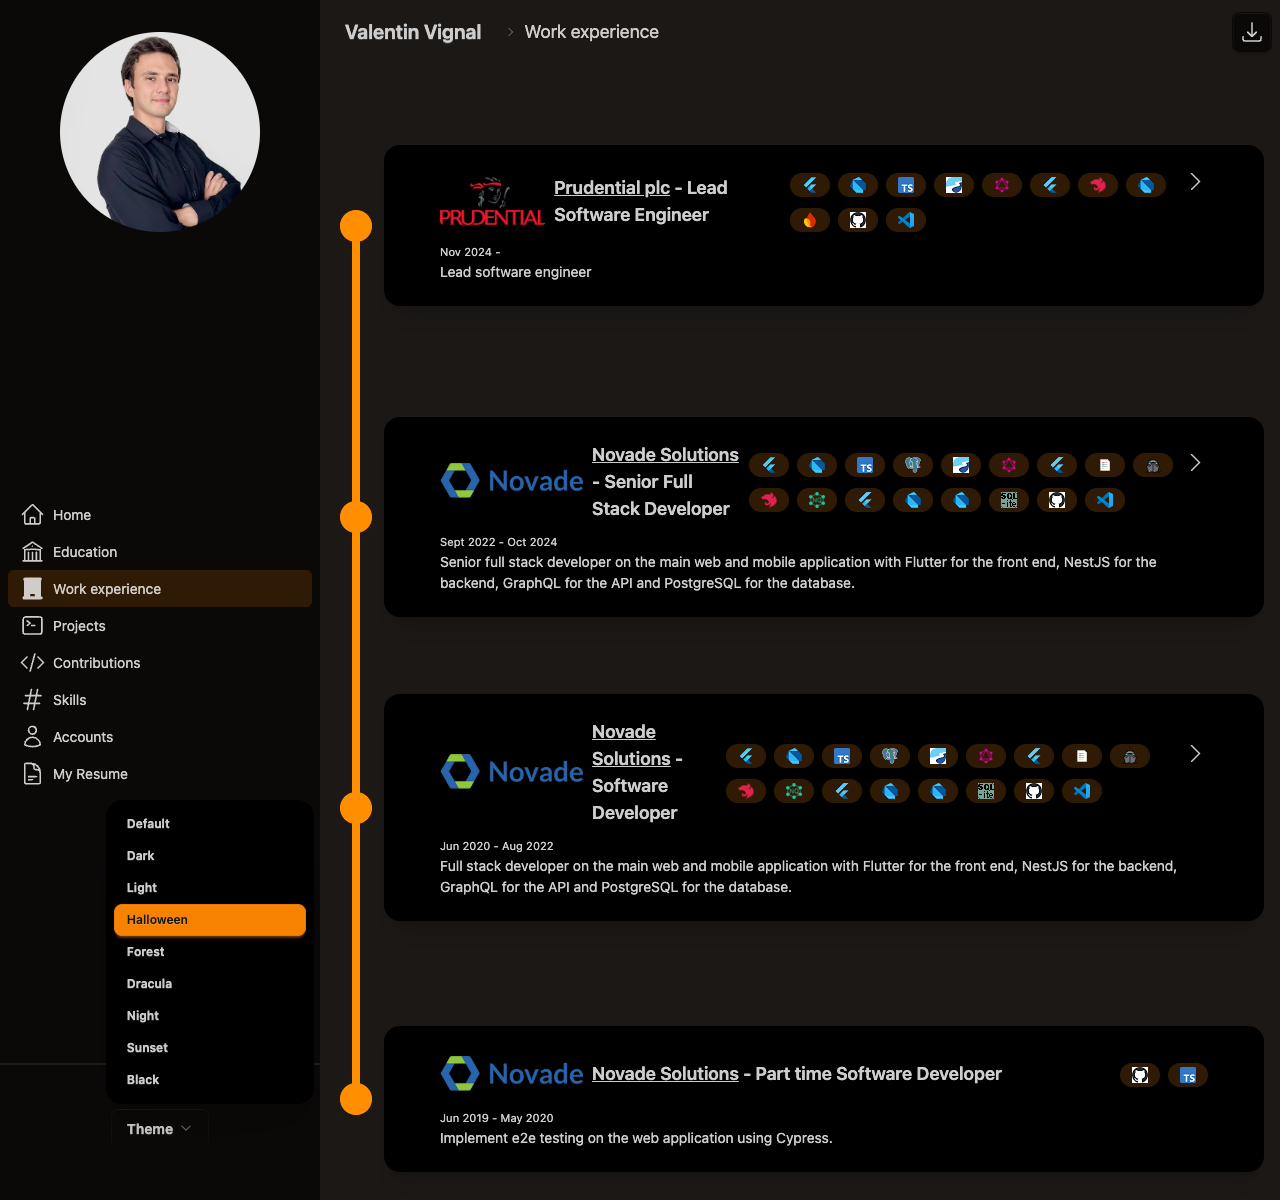 Valentin Vignal
Work experience
Home
Education
Work experience
Projects
Contributions
Skills
Accounts
My Resume
Default
Dark
Light
Halloween
Forest
Dracula
Night
Sunset
Black
Theme
PRUDENTIAL
Prudential plc - Lead
Software Engineer
TS
Nov 2024 -
Lead software engineer
Novade
Novade Solutions
- Senior Full
Stack Developer
TS
SQL
-ite
Sept 2022 - Oct 2024
Senior full stack developer on the main web and mobile application with Flutter for the front end, NestJS for the
backend, GraphQL for the API and PostgreSQL for the database.
Novade
Novade
Solutions -
Software
Developer
TS
SQL
-ite
Jun 2020 - Aug 2022
Full stack developer on the main web and mobile application with Flutter for the front end, NestJS for the backend,
GraphQL for the API and PostgreSQL for the database.
Novade
Novade Solutions - Part time Software Developer
TS
Jun 2019 - May 2020
Implement e2e testing on the web application using Cypress.